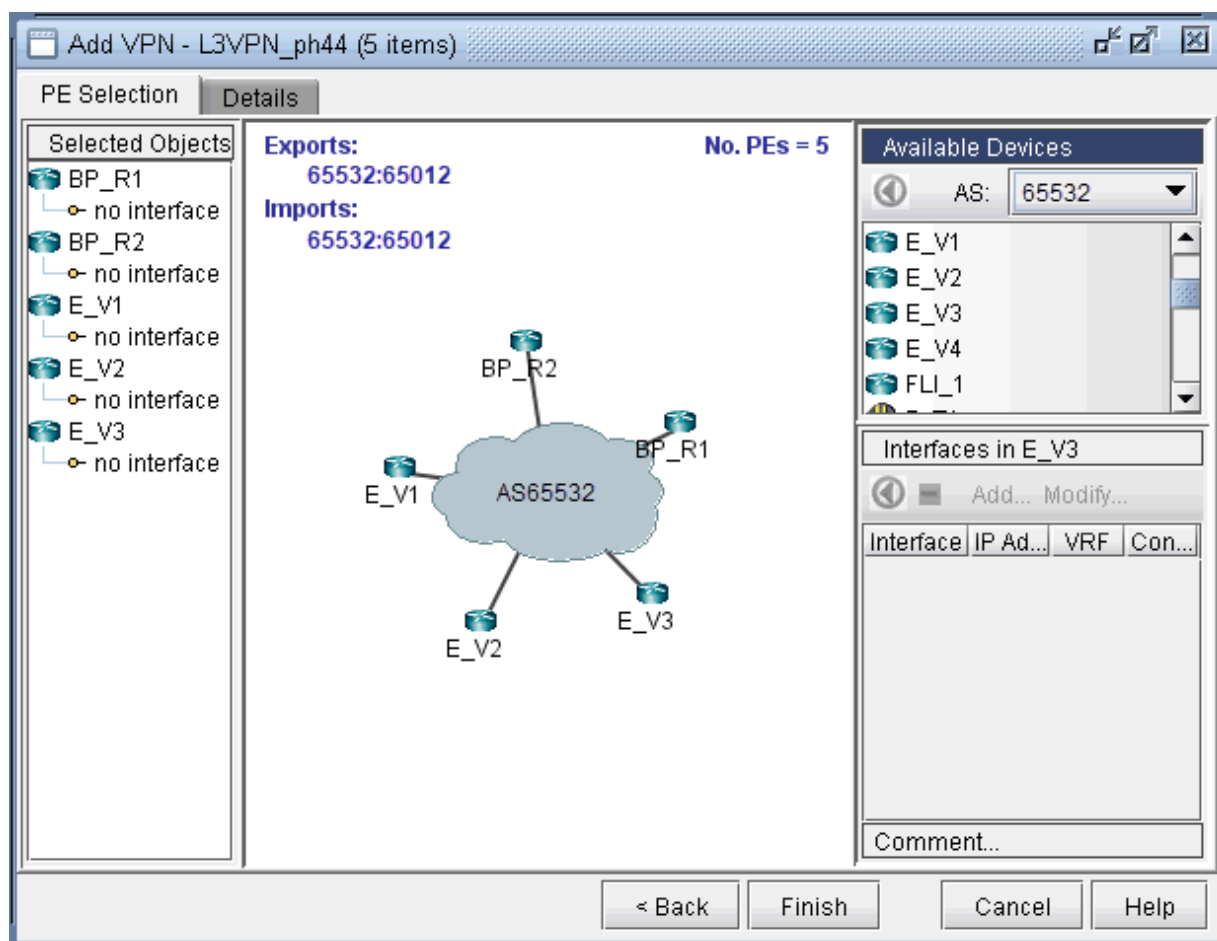 Add VPN - L3VPN_ph44 (5 items)
PE Selection
Details
Selected Objects
BP_R1
no interface
BP_R2
no interface
E_V1
no interface
E_V2
no interface
E_V3
no interface
Exports:
65532:65012
Imports:
65532:65012
No. PEs = 5
BP_R2
BP_R1
E_V1
AS65532
E_V3
E_V2
Available Devices
AS: 65532
E_V1
E_V2
E_V3
E_V4
FLI_1
Interfaces in E_V3
Add... Modify...
Interface IP Ad... VRF Con...
Comment...
< Back Finish Cancel Help